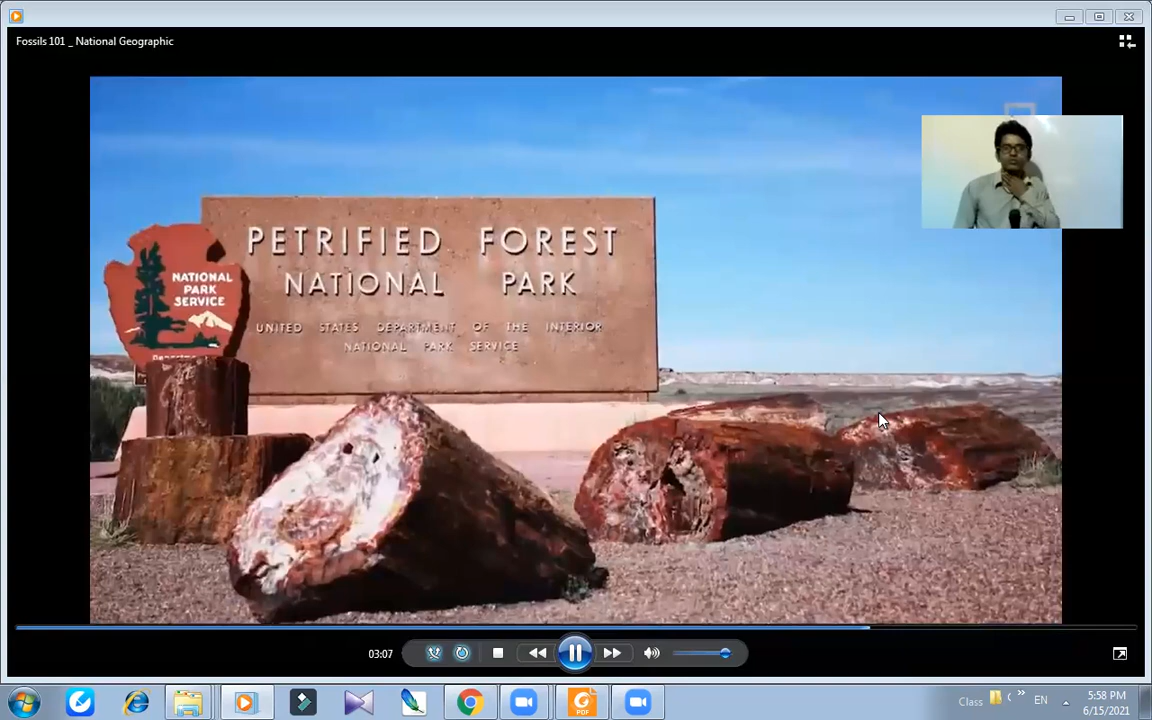 Fossils 101 _ National Geographic
PETRIFIED FOREST
NATIONAL PARK
UNITED STATES DEPARTMENT OF THE INTERIOR
NATIONAL PARK SERVICE
NATIONAL
PARK
SERVICE
03:07
PDF
Class
EN
5:58 PM
6/15/2021